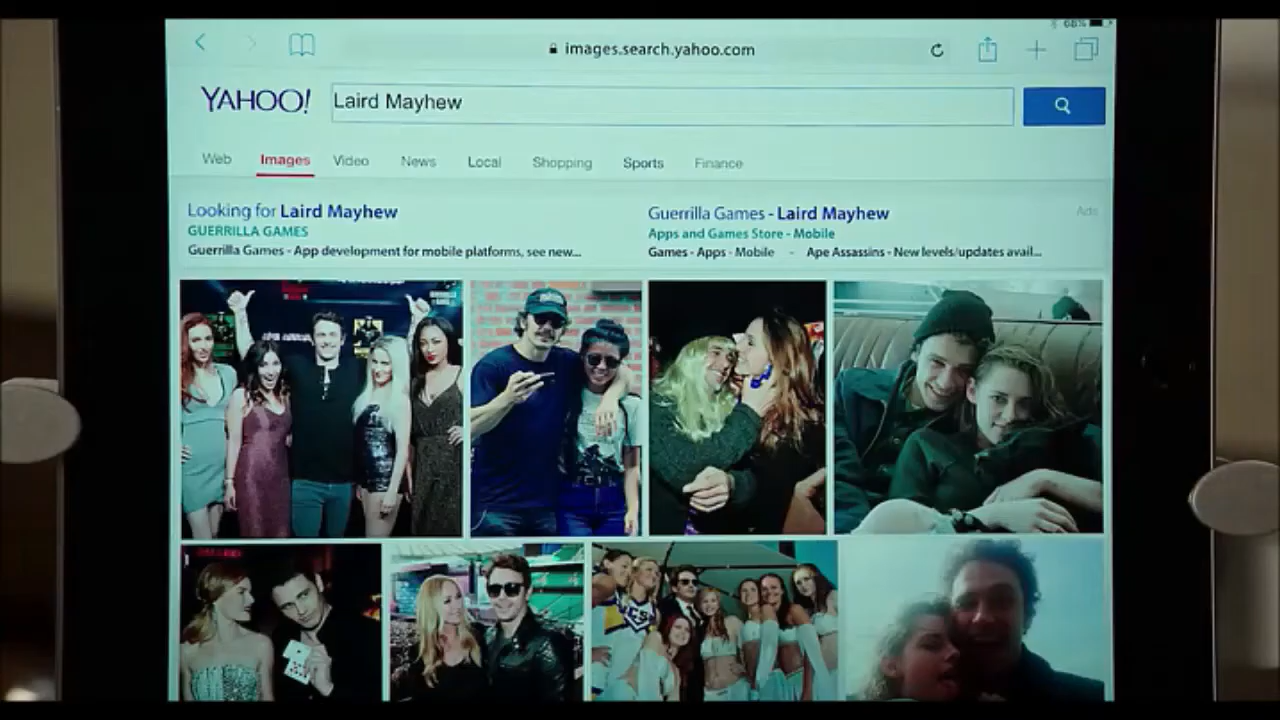 68%
images.search.yahoo.com
YAHOO!
Laird Mayhew
Web Images Video News Local Shopping Sports Finance
Looking for Laird Mayhew
GUERRILLA GAMES
Guerrilla Games - App development for mobile platforms, see new...
Guerrilla Games - Laird Mayhew
Apps and Games Store - Mobile
Games - Apps - Mobile - Ape Assassins - New levels/updates avail...
Ads